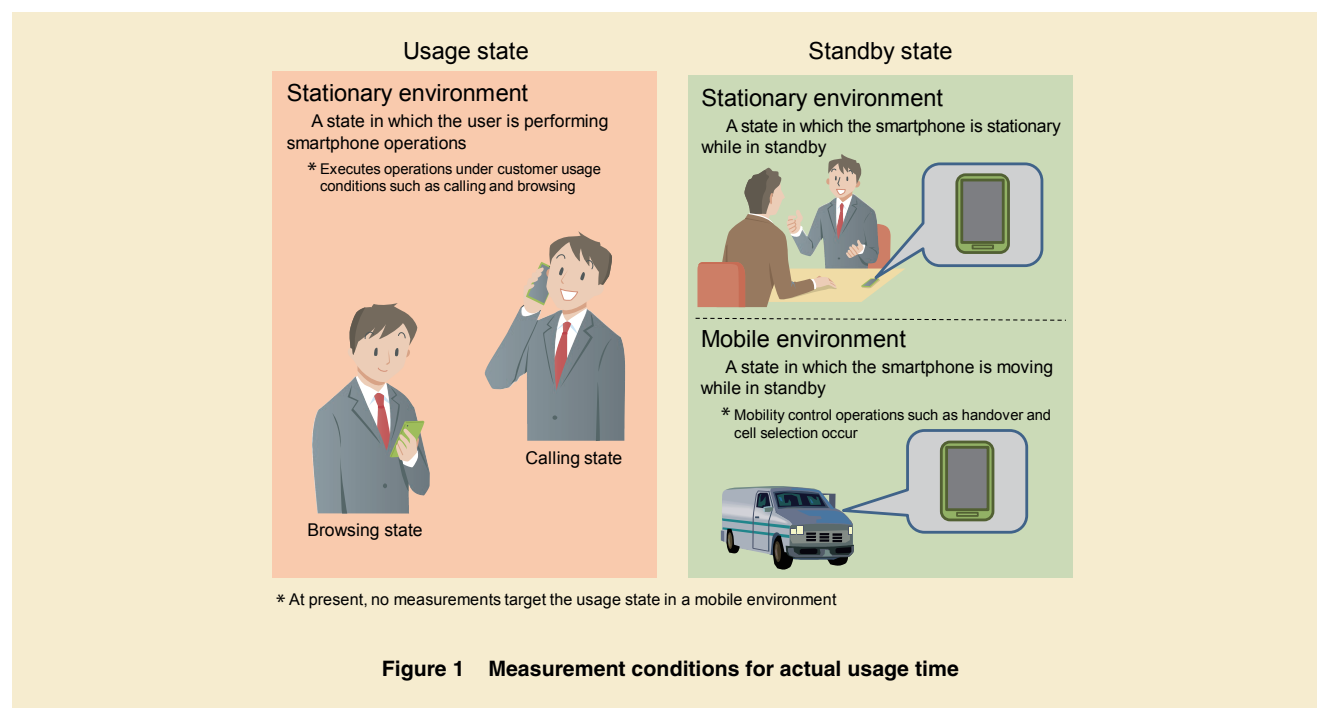 Usage state
Stationary environment
A state in which the user is performing
smartphone operations
* Executes operations under customer usage
conditions such as calling and browsing
Calling state
Browsing state
Standby state
Stationary environment
A state in which the smartphone is stationary
while in standby
Mobile environment
A state in which the smartphone is moving
while in standby
* Mobility control operations such as handover and
cell selection occur
* At present, no measurements target the usage state in a mobile environment
Figure 1 Measurement conditions for actual usage time